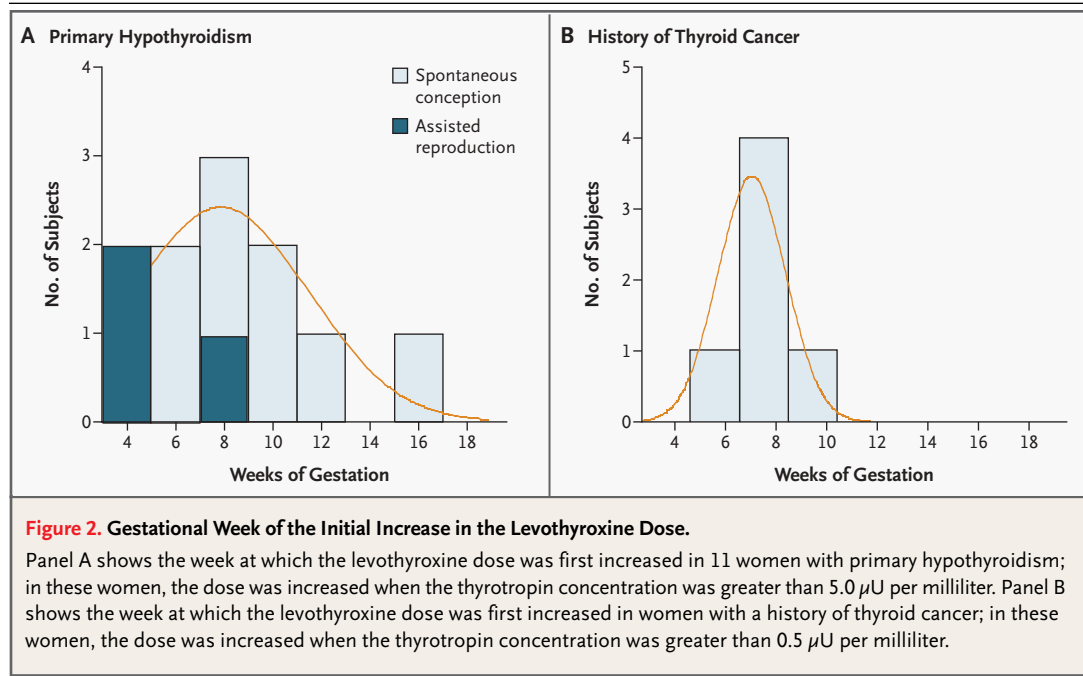 A Primary Hypothyroidism
4
3
2
1
0
No. of Subjects
Spontaneous
conception
Assisted
reproduction
4 6 8 10 12 14 16 18
Weeks of Gestation
B History of Thyroid Cancer
5
4
3
2
1
0
No. of Subjects
4 6 8 10 12 14 16 18
Weeks of Gestation
Figure 2. Gestational Week of the Initial Increase in the Levothyroxine Dose.
Panel A shows the week at which the levothyroxine dose was first increased in 11 women with primary hypothyroidism;
in these women, the dose was increased when the thyrotropin concentration was greater than 5.0 μU per milliliter. Panel B
shows the week at which the levothyroxine dose was first increased in women with a history of thyroid cancer; in these
women, the dose was increased when the thyrotropin concentration was greater than 0.5 μU per milliliter.